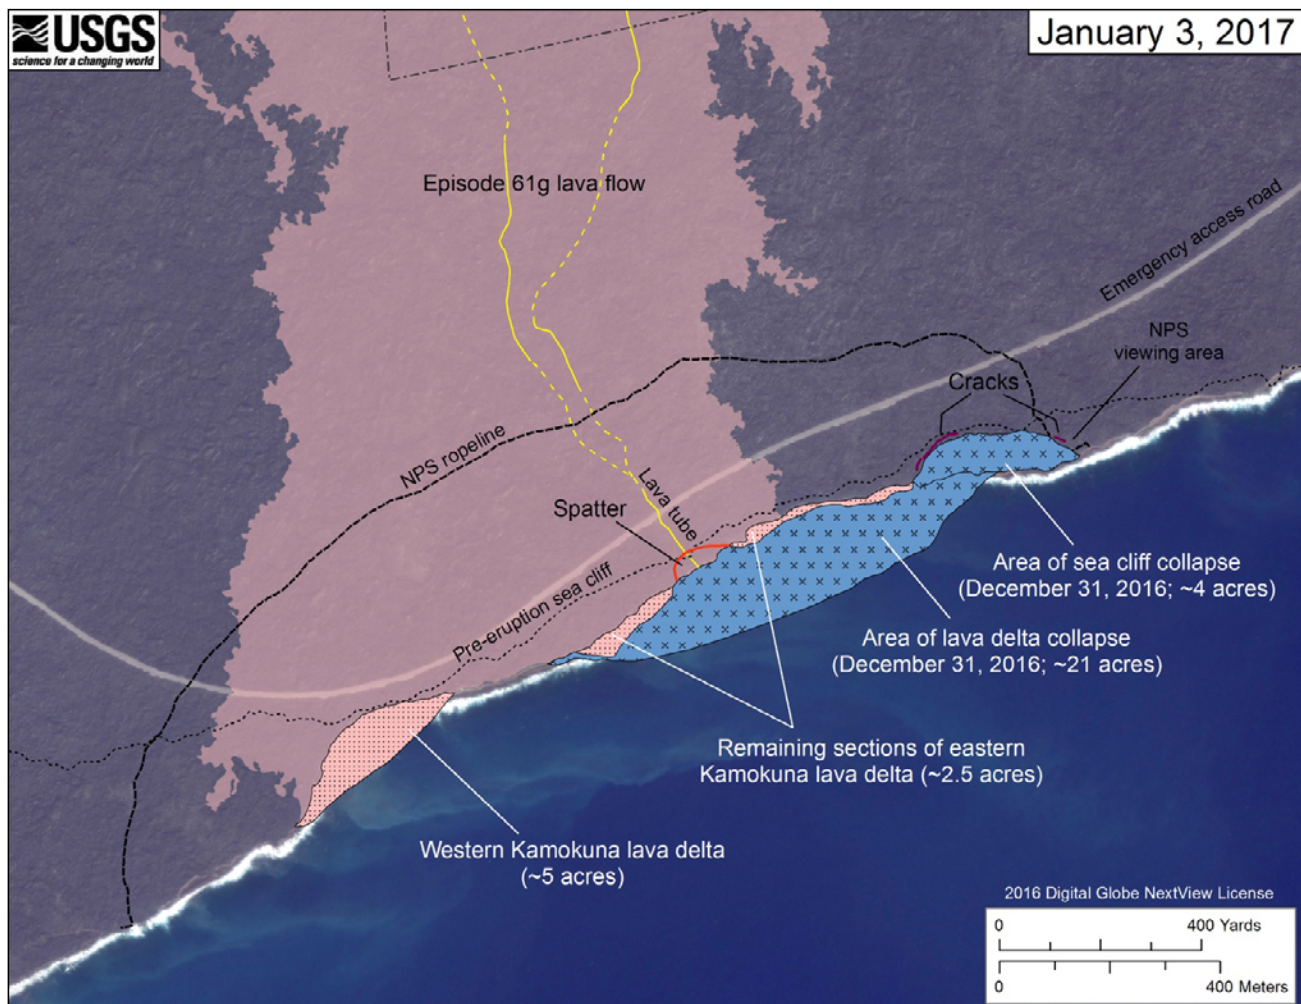 USGS
science for a changing world
January 3, 2017
Episode 61g lava flow
Emergency access road
NPS
viewing area
Cracks
NPS ropeline
Lava tube
Spatter
Pre-eruption sea cliff
Area of sea cliff collapse
(December 31, 2016; ~4 acres)
Area of lava delta collapse
(December 31, 2016; ~21 acres)
Remaining sections of eastern
Kamokuna lava delta (~2.5 acres)
Western Kamokuna lava delta
(~5 acres)
2016 Digital Globe NextView License
0 400 Yards
0 400 Meters